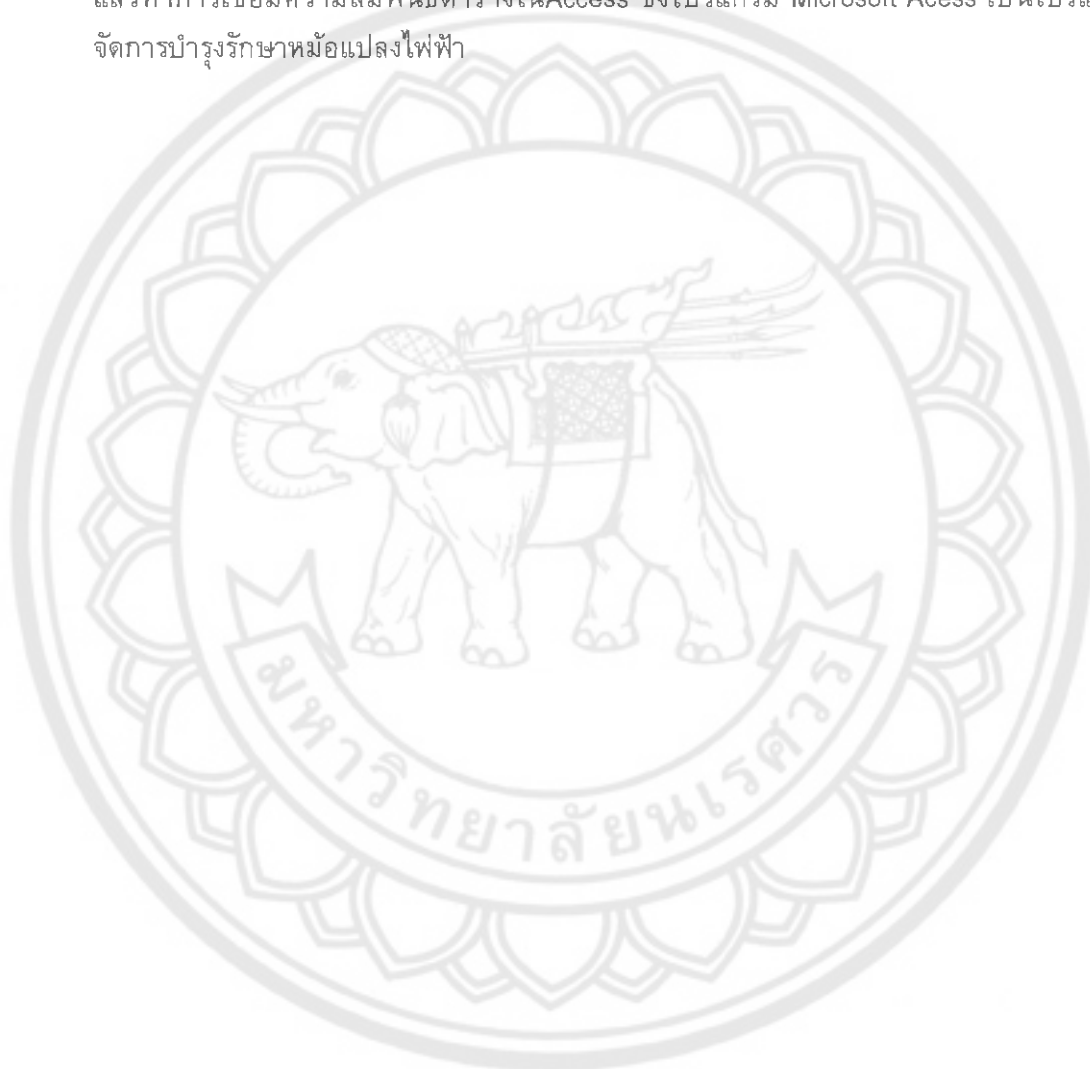 แล้วทำการเชื่อมความสัมพันธ์ตารางในAccess ซึ่งโปรแกรม Microsoft Acess เป็นโปรแ
จัดการบำรุงรักษาหม้อแปลงไฟฟ้า
มหาวิทยาลัยนเรศวร